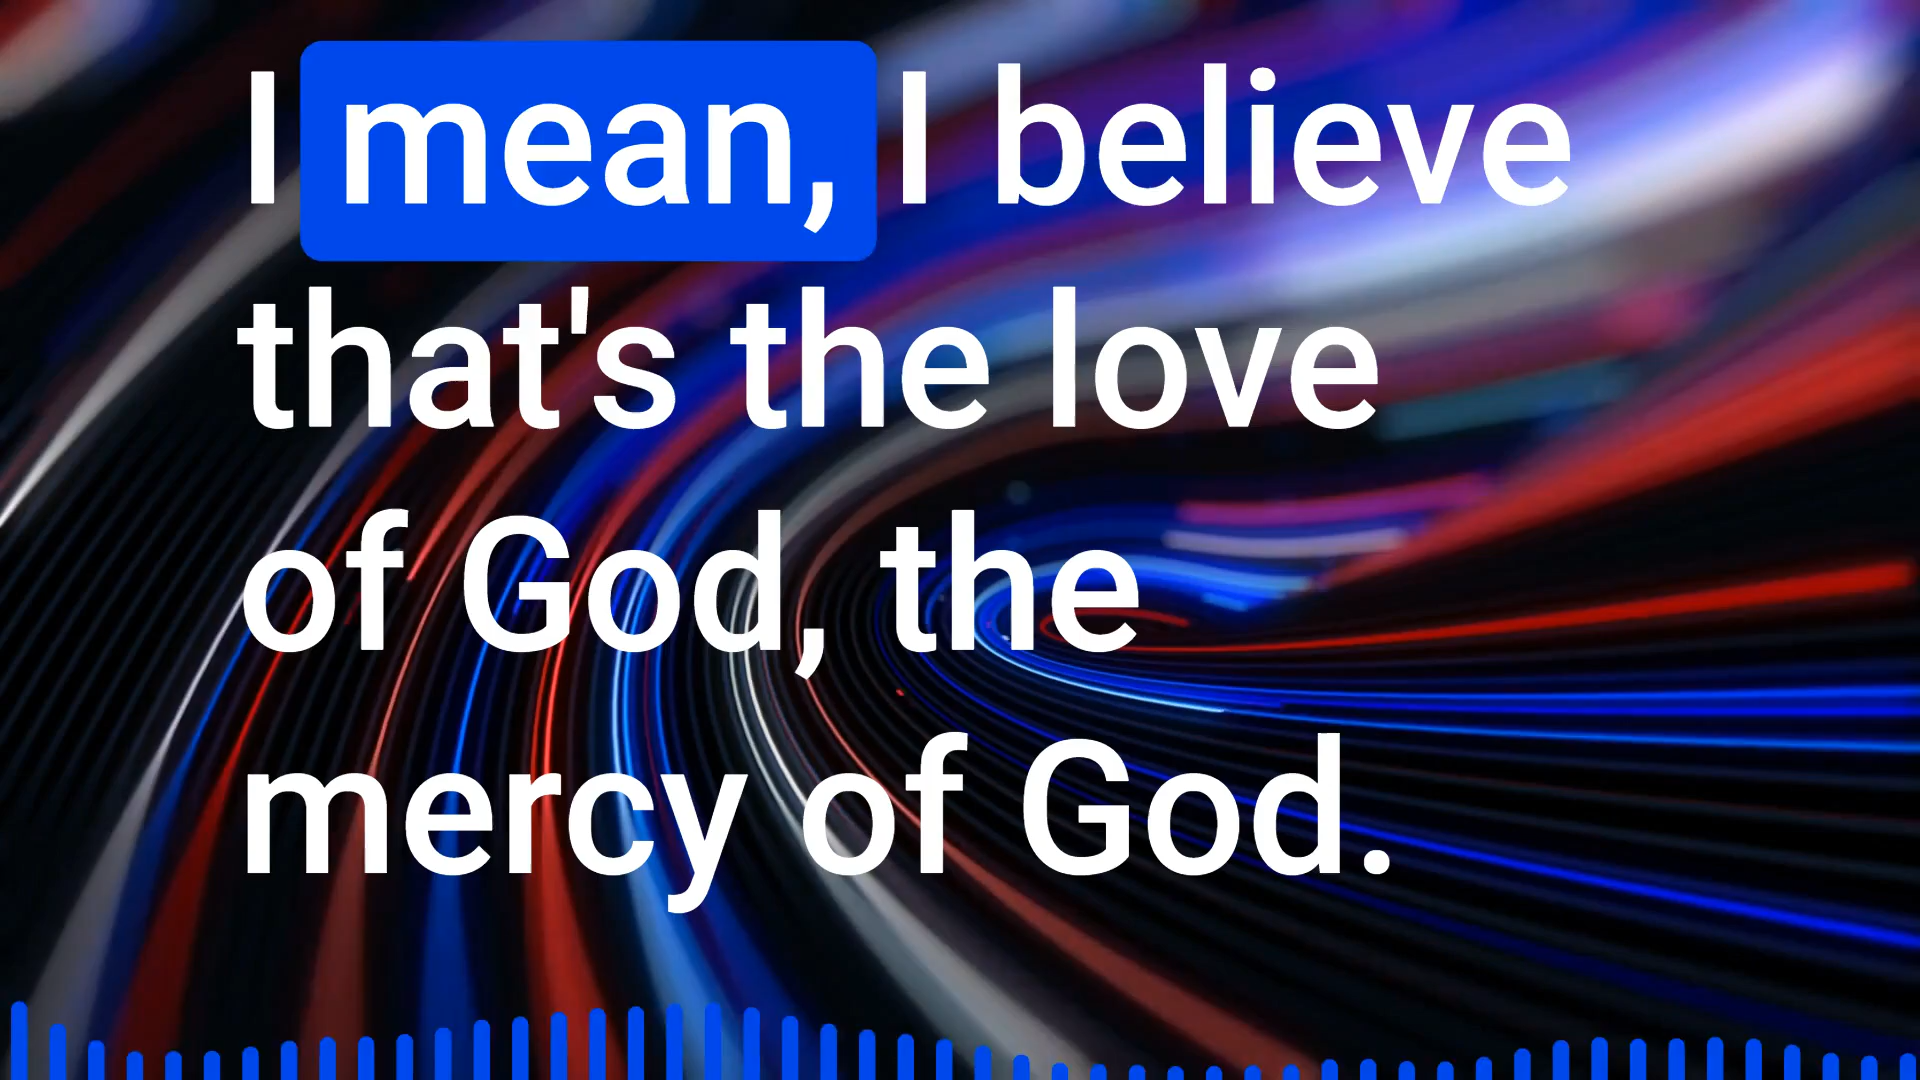 I mean, I believe
that's the love
of God, the
mercy of God.